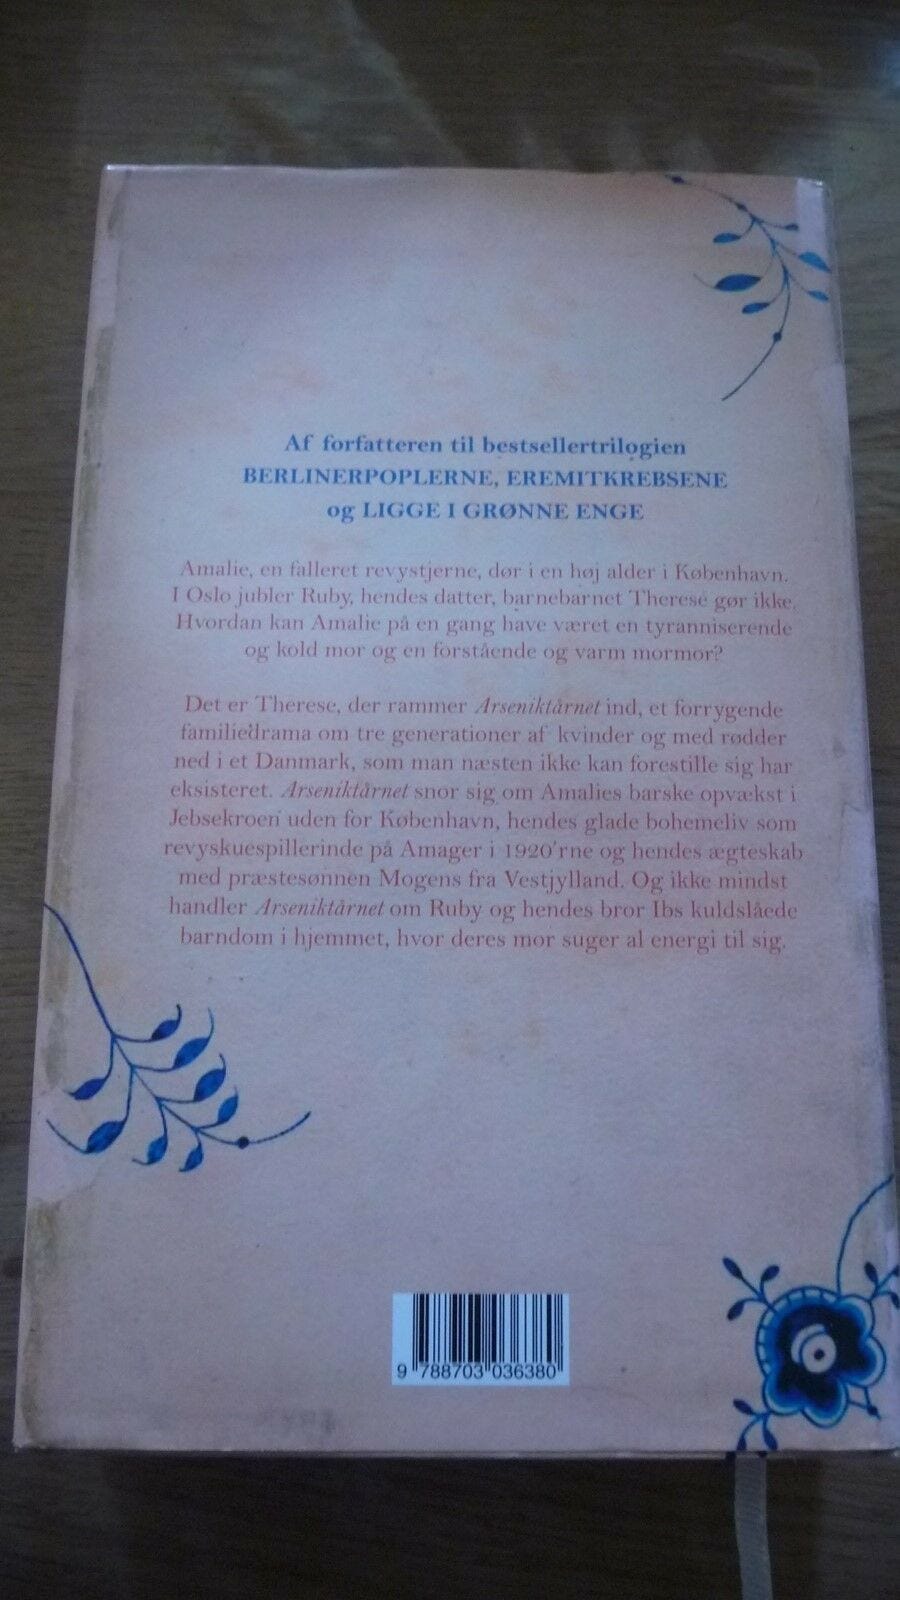 Af forfatteren til bestsellertrilogien
BERLINERPOPLERNE, EREMITKREBSENE
og LIGGE I GRØNNE ENGE
Amalie, en falleret revystjerne, dør i en høj alder i København.
I Oslo jubler Ruby, hendes datter, barnebarnet Therese gør ikke.
Hvordan kan Amalie på en gang have været en tyranniserende
og kold mor og en forstående og varm mormor?
Det er Therese, der rammer Arseniktårnet ind, et forrygende
familiedrama om tre generationer af kvinder og med rødder
ned i et Danmark, som man næsten ikke kan forestille sig har
eksisteret. Arseniktårnet snor sig om Amalies barske opvækst i
Jebsekroen uden for København, hendes glade bohemeliv som
revyskuespillerinde på Amager i 1920'rne og hendes ægteskab
med præstesønnen Mogens fra Vestjylland. Og ikke mindst
handler Arseniktårnet om Ruby og hendes bror Ibs kuldslåede
barndom i hjemmet, hvor deres mor suger al energi til sig.
9 788703 036380